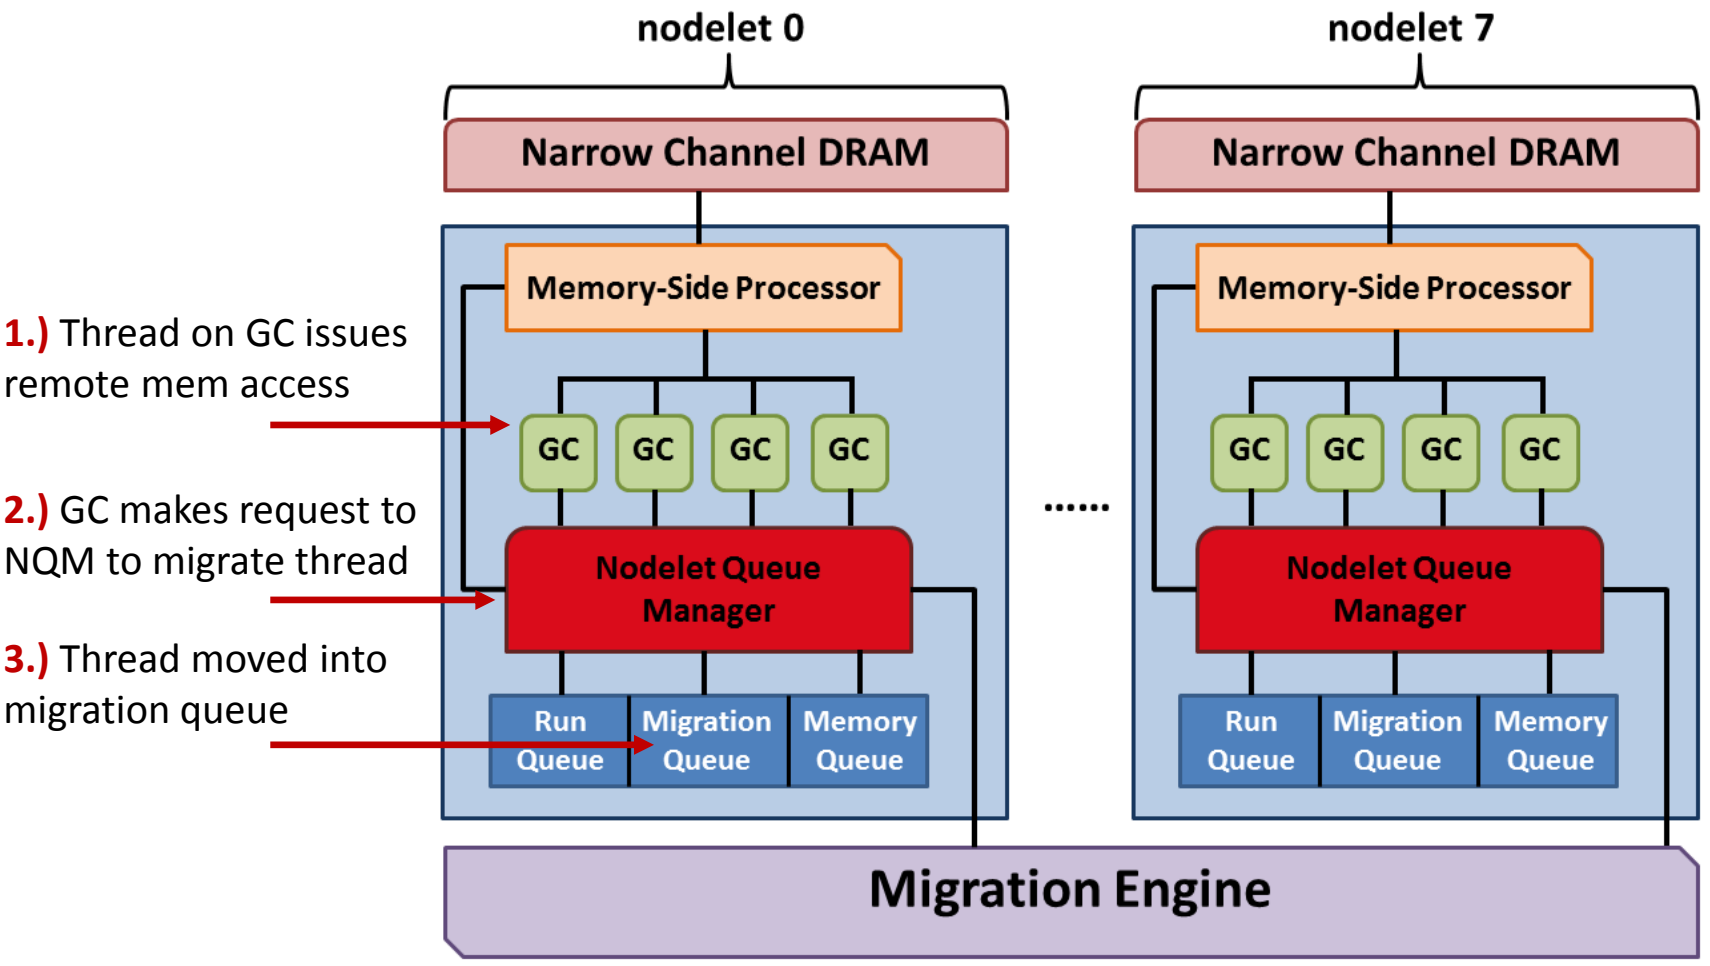 nodelet 0
nodelet 7
Narrow Channel DRAM
Narrow Channel DRAM
Memory-Side Processor
Memory-Side Processor
1.) Thread on GC issues
remote mem access
GC GC GC GC
GC GC GC GC
2.) GC makes request to
NQM to migrate thread
......
Nodelet Queue
Manager
Nodelet Queue
Manager
3.) Thread moved into
migration queue
Run
Queue
Migration
Queue
Memory
Queue
Run
Queue
Migration
Queue
Memory
Queue
Migration Engine